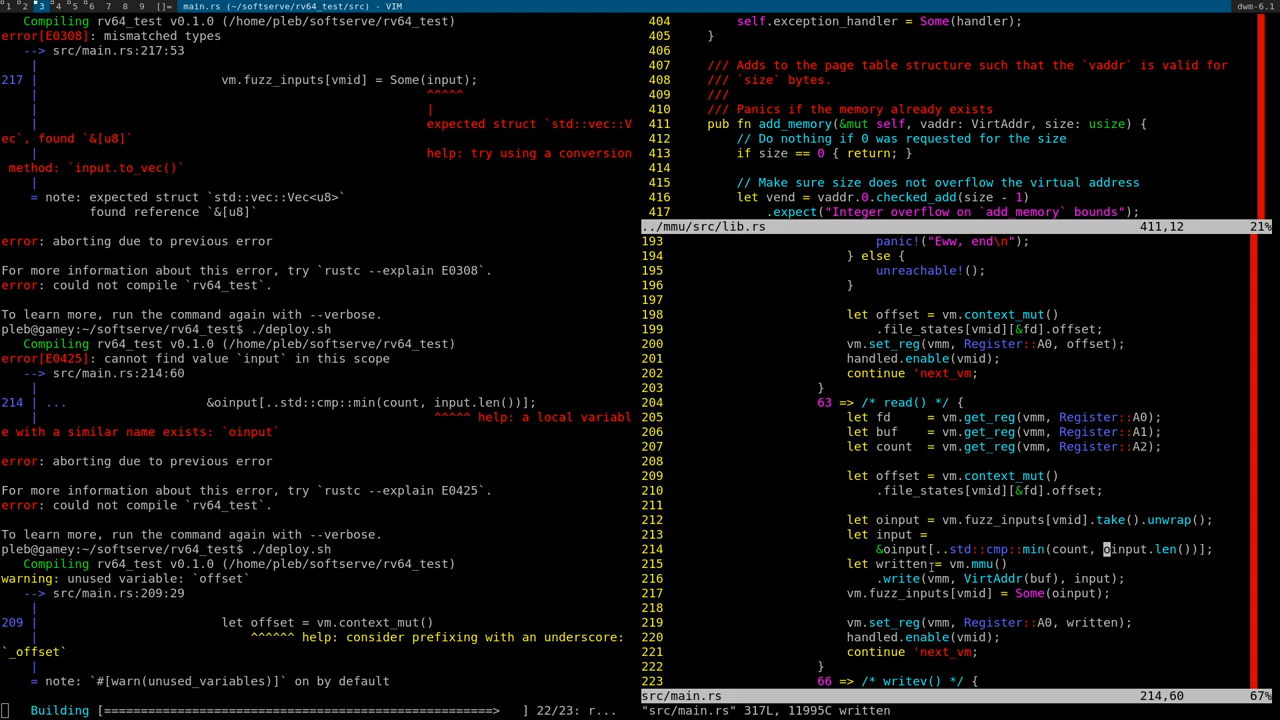 1 2 3 4 5 6 7 8 9 []= main.rs (~/softserve/rv64_test/src) - VIM dwm-6.1
Compiling rv64_test v0.1.0 (/home/pleb/softserve/rv64_test)
error[E0308]: mismatched types
--> src/main.rs:217:53
|
217 | vm.fuzz_inputs[vmid] = Some(input);
| ^^^^^
| |
| expected struct `std::vec::V
ec`, found `&[u8]`
| help: try using a conversion
method: `input.to_vec()`
|
= note: expected struct `std::vec::Vec<u8>`
found reference `&[u8]`
error: aborting due to previous error
For more information about this error, try `rustc --explain E0308`.
error: could not compile `rv64_test`.
To learn more, run the command again with --verbose.
pleb@gamey:~/softserve/rv64_test$ ./deploy.sh
Compiling rv64_test v0.1.0 (/home/pleb/softserve/rv64_test)
error[E0425]: cannot find value `input` in this scope
--> src/main.rs:214:60
|
214 | ... &oinput[..std::cmp::min(count, input.len())];
| ^^^^^ help: a local variabl
e with a similar name exists: `oinput`
error: aborting due to previous error
For more information about this error, try `rustc --explain E0425`.
error: could not compile `rv64_test`.
To learn more, run the command again with --verbose.
pleb@gamey:~/softserve/rv64_test$ ./deploy.sh
Compiling rv64_test v0.1.0 (/home/pleb/softserve/rv64_test)
warning: unused variable: `offset`
--> src/main.rs:209:29
|
209 | let offset = vm.context_mut()
| ^^^^^^ help: consider prefixing with an underscore:
`_offset`
|
= note: `#[warn(unused_variables)]` on by default
Building [==================================================> ] 22/23: r...
404 self.exception_handler = Some(handler);
405 }
406
407 /// Adds to the page table structure such that the `vaddr` is valid for
408 /// `size` bytes.
409 ///
410 /// Panics if the memory already exists
411 pub fn add_memory(&mut self, vaddr: VirtAddr, size: usize) {
412 // Do nothing if 0 was requested for the size
413 if size == 0 { return; }
414
415 // Make sure size does not overflow the virtual address
416 let vend = vaddr.0.checked_add(size - 1)
417 .expect("Integer overflow on `add_memory` bounds");
../mmu/src/lib.rs 411,12 21%
193 panic!("Eww, end\n");
194 } else {
195 unreachable!();
196 }
197
198 let offset = vm.context_mut()
199 .file_states[vmid][&fd].offset;
200 vm.set_reg(vmm, Register::A0, offset);
201 handled.enable(vmid);
202 continue 'next_vm;
203 }
204 63 => /* read() */ {
205 let fd = vm.get_reg(vmm, Register::A0);
206 let buf = vm.get_reg(vmm, Register::A1);
207 let count = vm.get_reg(vmm, Register::A2);
208
209 let offset = vm.context_mut()
210 .file_states[vmid][&fd].offset;
211
212 let oinput = vm.fuzz_inputs[vmid].take().unwrap();
213 let input =
214 &oinput[..std::cmp::min(count, oinput.len())];
215 let written = vm.mmu()
216 .write(vmm, VirtAddr(buf), input);
217 vm.fuzz_inputs[vmid] = Some(oinput);
218
219 vm.set_reg(vmm, Register::A0, written);
220 handled.enable(vmid);
221 continue 'next_vm;
222 }
223 66 => /* writev() */ {
src/main.rs 214,60 67%
"src/main.rs" 317L, 11995C written